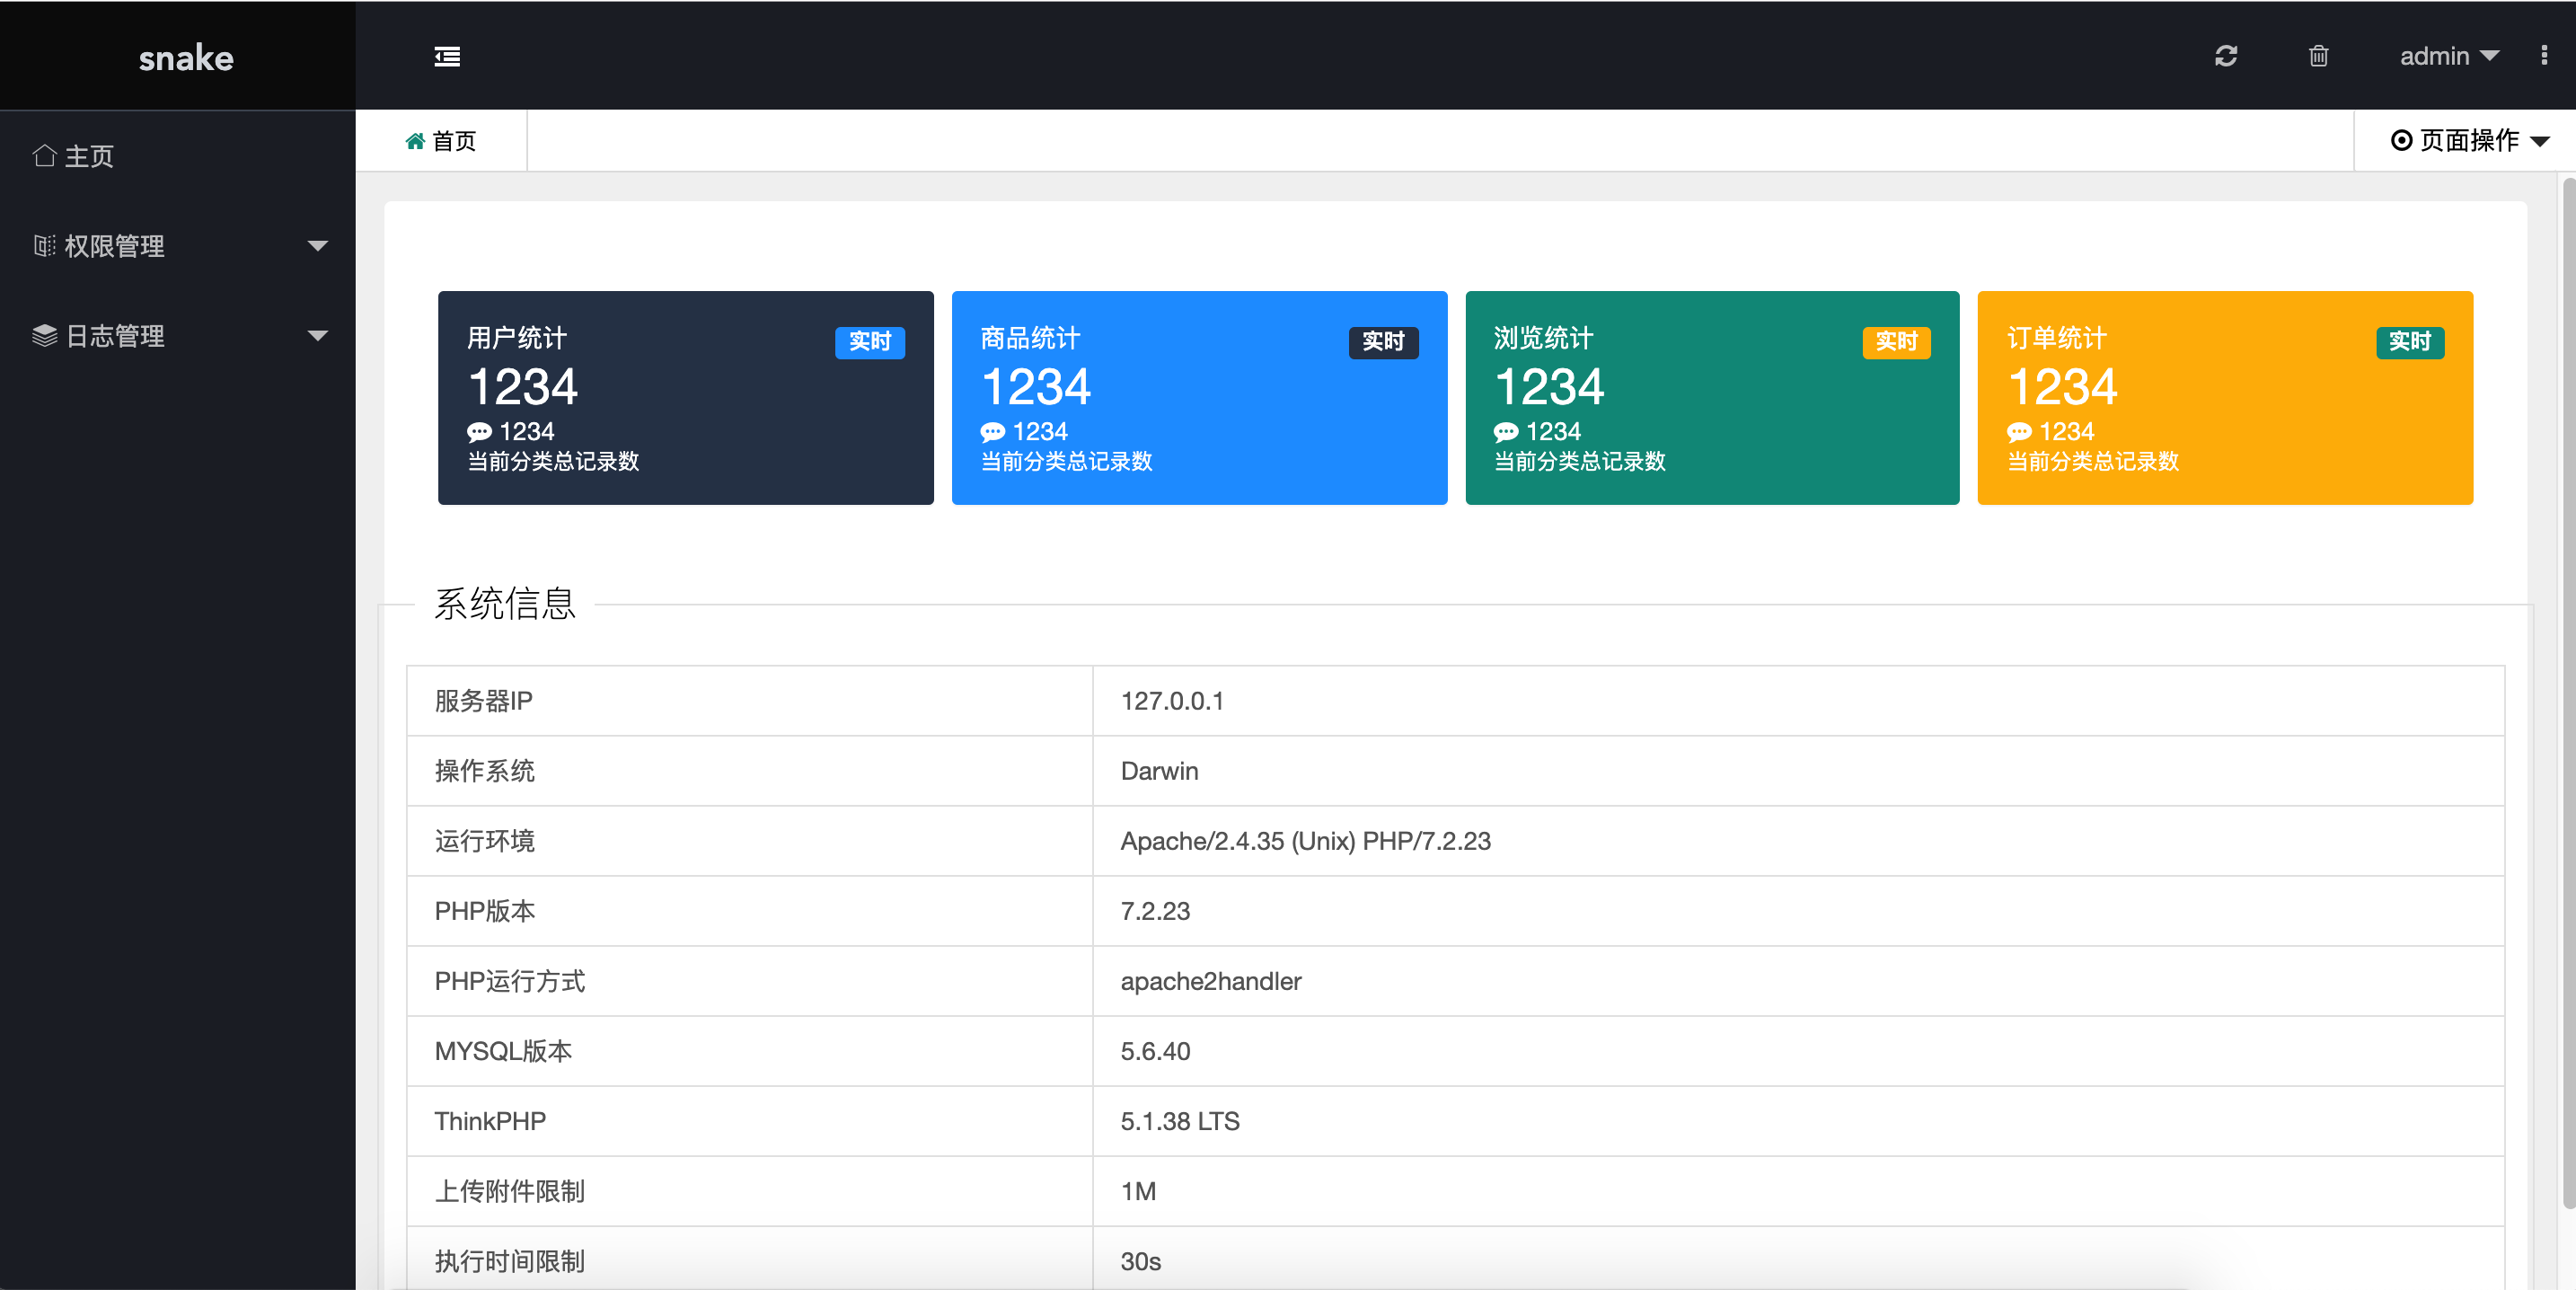 snake
admin
主页
权限管理
日志管理
首页
页面操作
用户统计
实时
1234
1234
当前分类总记录数
商品统计
实时
1234
1234
当前分类总记录数
浏览统计
实时
1234
1234
当前分类总记录数
订单统计
实时
1234
1234
当前分类总记录数
系统信息
服务器IP 127.0.0.1
操作系统 Darwin
运行环境 Apache/2.4.35 (Unix) PHP/7.2.23
PHP版本 7.2.23
PHP运行方式 apache2handler
MYSQL版本 5.6.40
ThinkPHP 5.1.38 LTS
上传附件限制 1M
执行时间限制 30s